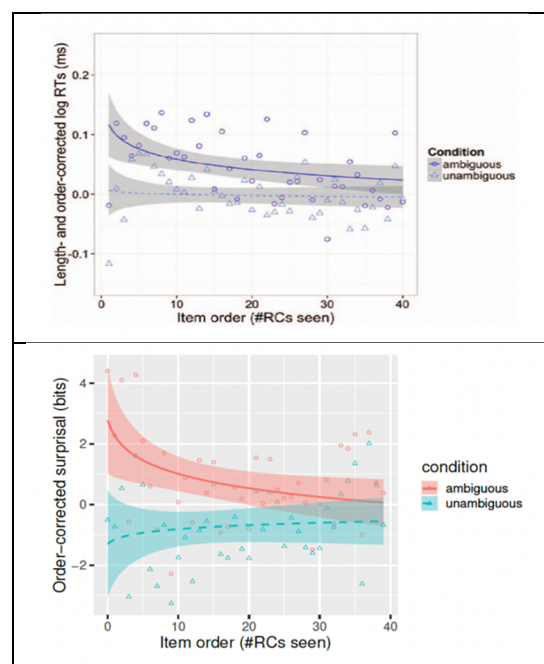 Length- and order-corrected log RTs (ms)
0.2
0.1
0.0
-0.1
0
10
20
30
40
Item order (#RCs seen)
Condition
ambiguous
unambiguous
Order−corrected surprisal (bits)
4
2
0
−2
0
10
20
30
40
Item order (#RCs seen)
condition
ambiguous
unambiguous